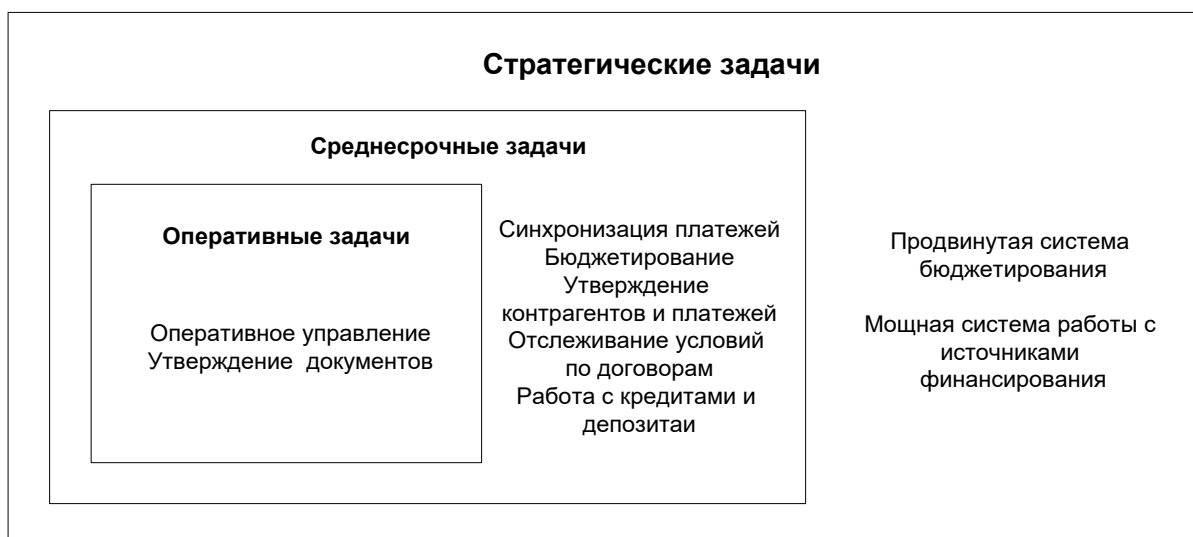 Стратегические задачи
Среднесрочные задачи
Оперативные задачи
Оперативное управление
Утверждение документов
Синхронизация платежей
Бюджетирование
Утверждение
контрагентов и платежей
Отслеживание условий
по договорам
Работа с кредитами и
депозитаи
Продвинутая система
бюджетирования
Мощная система работы с
источниками
финансирования